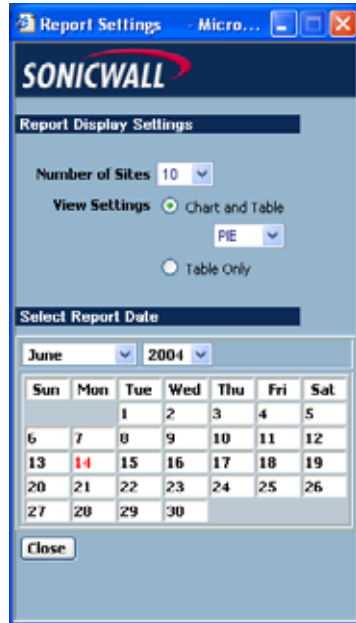 Report Settings - Micro...
SONICWALL
Report Display Settings
Number of Sites 10
View Settings Chart and Table
PIE
Table Only
Select Report Date
June 2004
Sun Mon Tue Wed Thu Fri Sat
1 2 3 4 5
6 7 8 9 10 11 12
13 14 15 16 17 18 19
20 21 22 23 24 25 26
27 28 29 30
Close